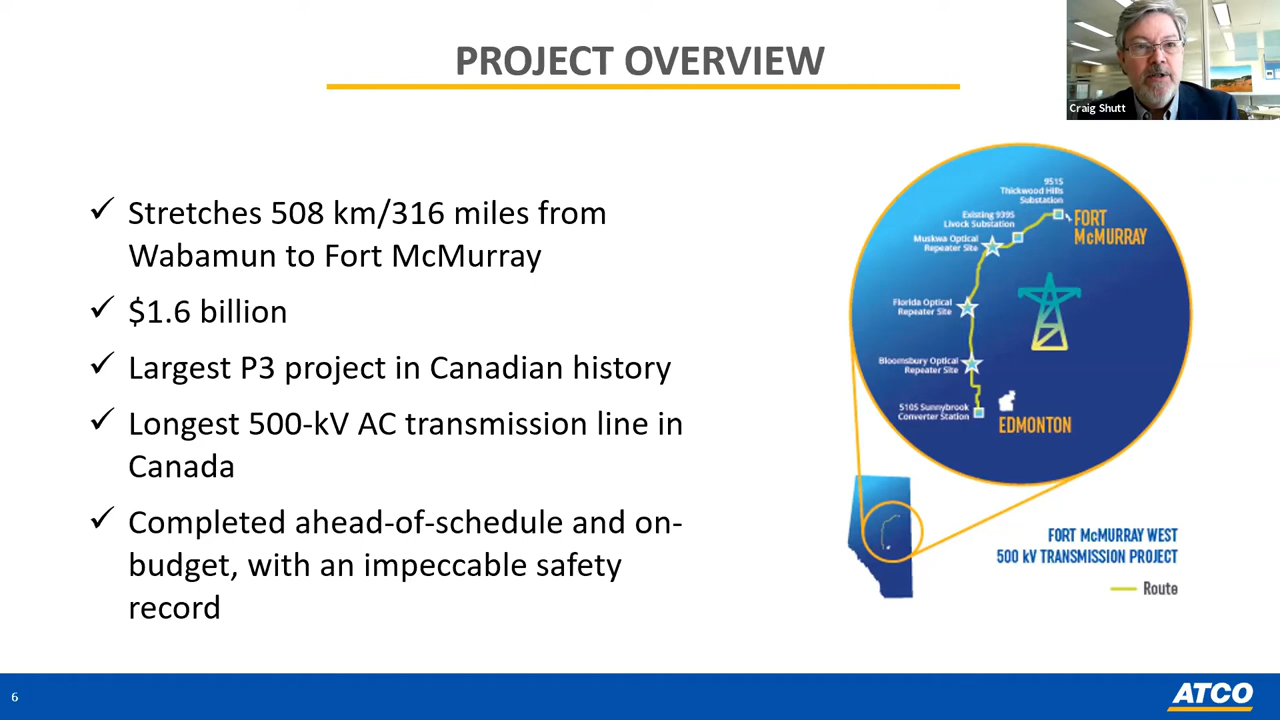 PROJECT OVERVIEW
Craig Shutt
✓ Stretches 508 km/316 miles from
Wabamun to Fort McMurray
✓ $1.6 billion
✓ Largest P3 project in Canadian history
✓ Longest 500-kV AC transmission line in
Canada
✓ Completed ahead-of-schedule and on-
budget, with an impeccable safety
record
951S
Thickwood Hills
Substation
FORT
McMURRAY
Existing 939S
Livock Substation
Muskwa Optical
Repeater Site
Florida Optical
Repeater Site
Bloomsbury Optical
Repeater Site
510S Sunnybrook
Converter Station
EDMONTON
FORT McMURRAY WEST
500 kV TRANSMISSION PROJECT
Route
6
ATCO